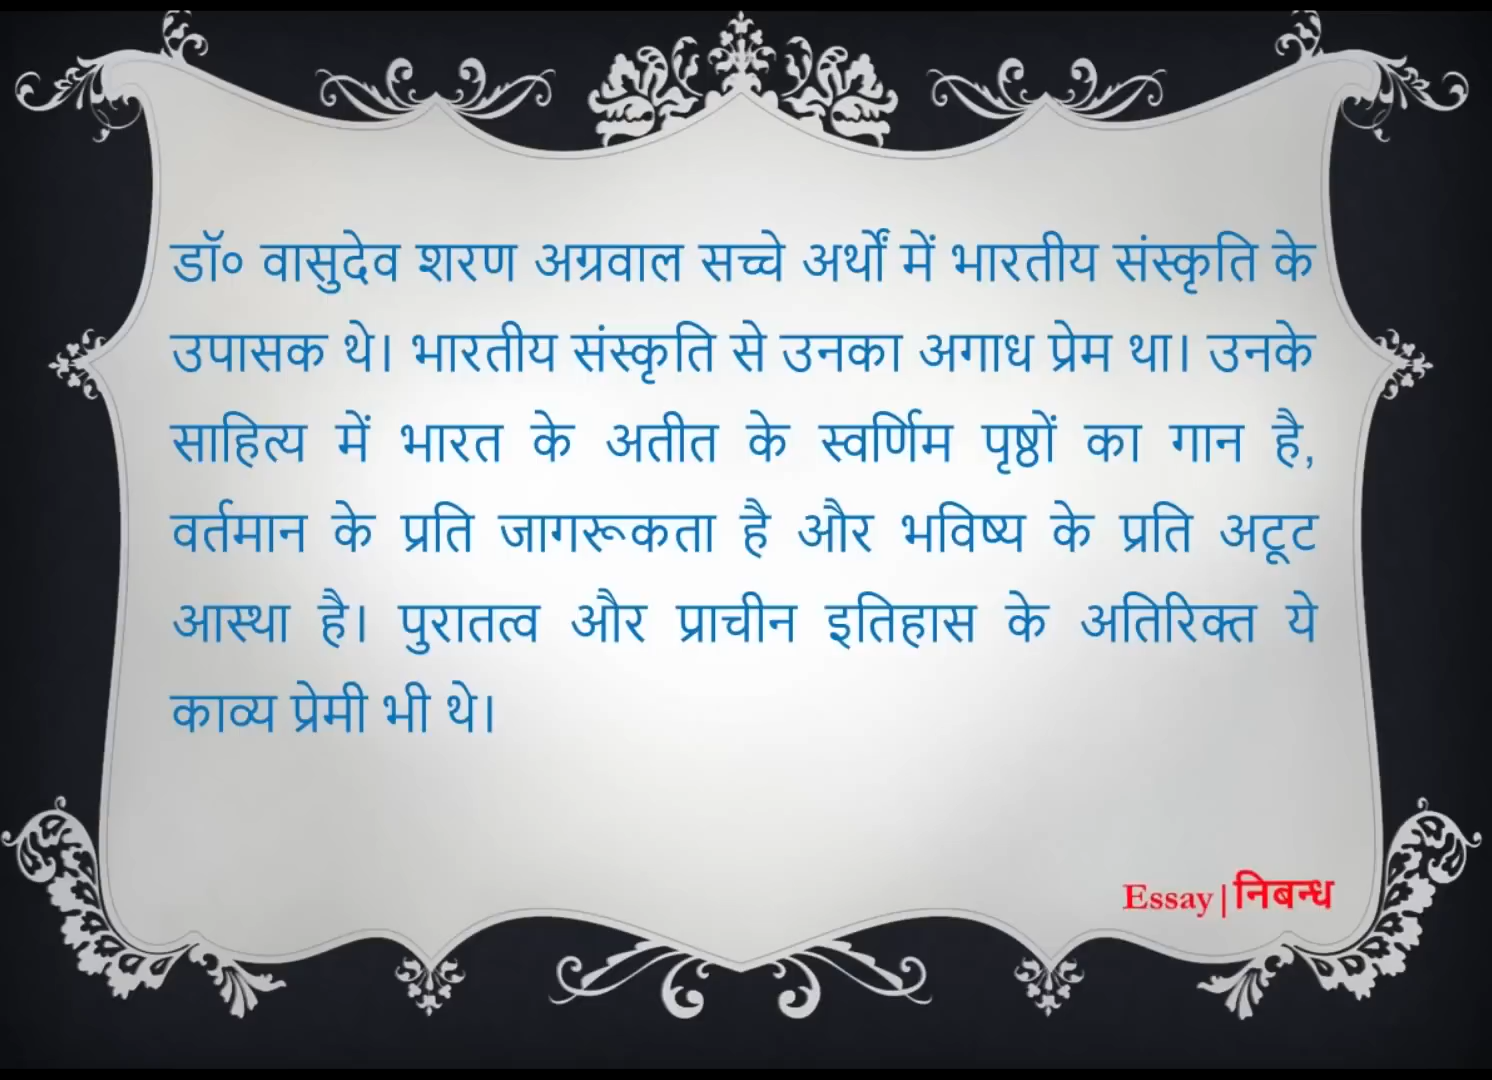 डॉ० वासुदेव शरण अग्रवाल सच्चे अर्थों में भारतीय संस्कृति के
उपासक थे। भारतीय संस्कृति से उनका अगाध प्रेम था। उनके
साहित्य में भारत के अतीत के स्वर्णिम पृष्ठों का गान है,
वर्तमान के प्रति जागरूकता है और भविष्य के प्रति अटूट
आस्था है। पुरातत्व और प्राचीन इतिहास के अतिरिक्त ये
काव्य प्रेमी भी थे।
Essay|निबन्ध